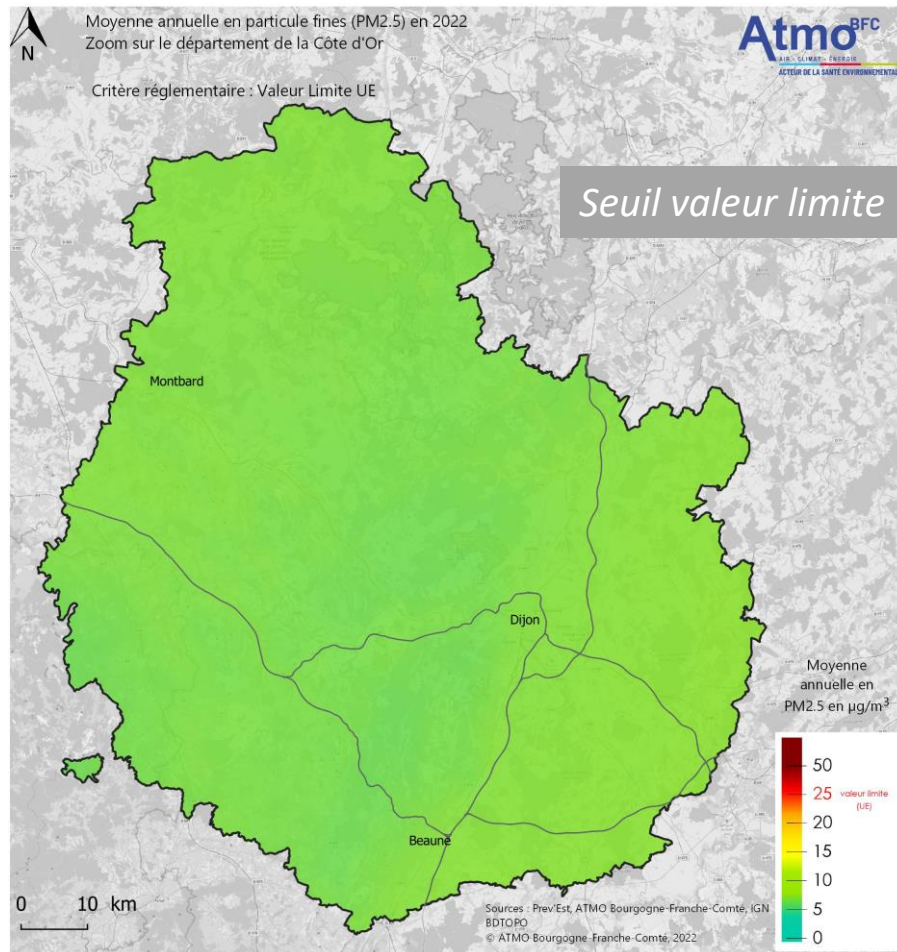 Moyenne annuelle en particule fines (PM2.5) en 2022
Zoom sur le département de la Côte d'Or
Critère réglementaire : Valeur Limite UE
N
Atmo BFC
AIR - CLIMAT - ÉNERGIE
ACTEUR DE LA SANTÉ ENVIRONNEMENTALE
Seuil valeur limite
Montbard
Dijon
Beaune
Moyenne
annuelle en
PM2.5 en µg/m³
50
25 valeur limite
(UE)
20
15
10
5
0
0 10 km
Sources : Prev'Est, ATMO Bourgogne-Franche-Comté, IGN
BDTOPO
© ATMO Bourgogne-Franche-Comté, 2022